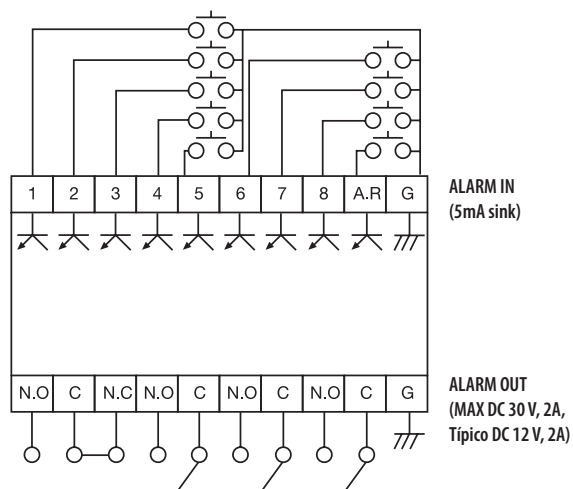 1 2 3 4 5 6 7 8 A.R G
ALARM IN
(5mA sink)
N.O C N.C N.O C N.O C N.O C G
ALARM OUT
(MAX DC 30 V, 2A,
Típico DC 12 V, 2A)